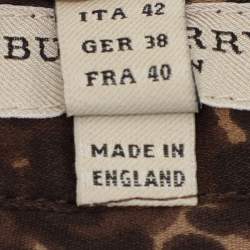 ITA 42
GER 38
FRA 40
MADE IN
ENGLAND